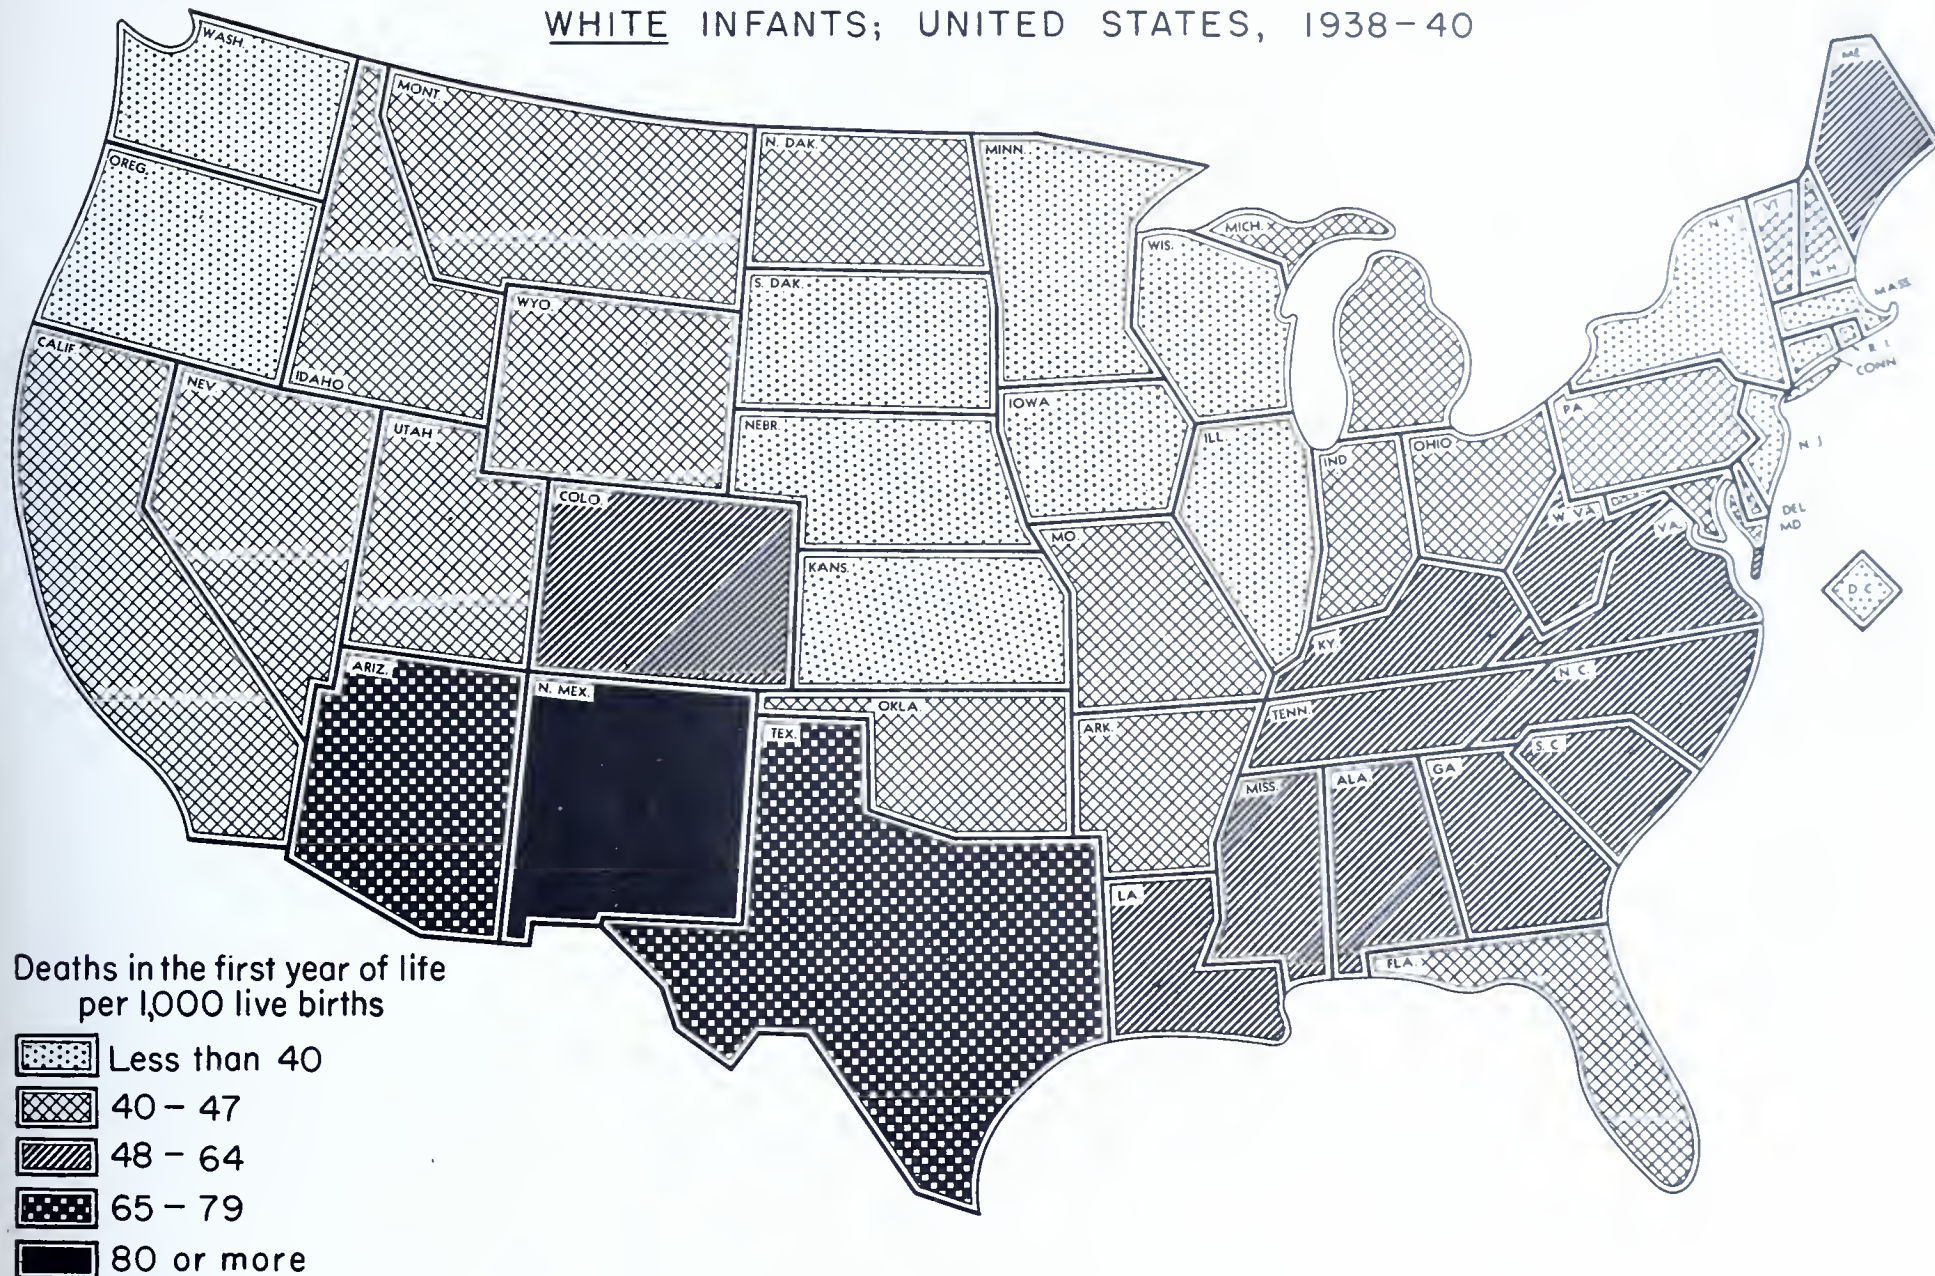 WHITE INFANTS; UNITED STATES, 1938-40
WASH.
MONT.
N. DAK.
MINN.
ME.
OREG.
MICH.
WIS.
N Y
VT
N H
MASS
S. DAK.
WYO.
CALIF.
IDAHO
NEV.
R. I.
CONN
IOWA
PA
NEBR.
UTAH
ILL.
IND
OHIO
N J
COLO.
W. VA.
VA.
DEL
MD
MO.
KANS.
D C
KY.
ARIZ.
N. MEX.
N. C.
OKLA.
TENN.
TEX.
ARK.
S. C.
MISS.
ALA.
GA.
LA.
FLA.
Deaths in the first year of life
per 1,000 live births
Less than 40
40 - 47
48 - 64
65 - 79
80 or more